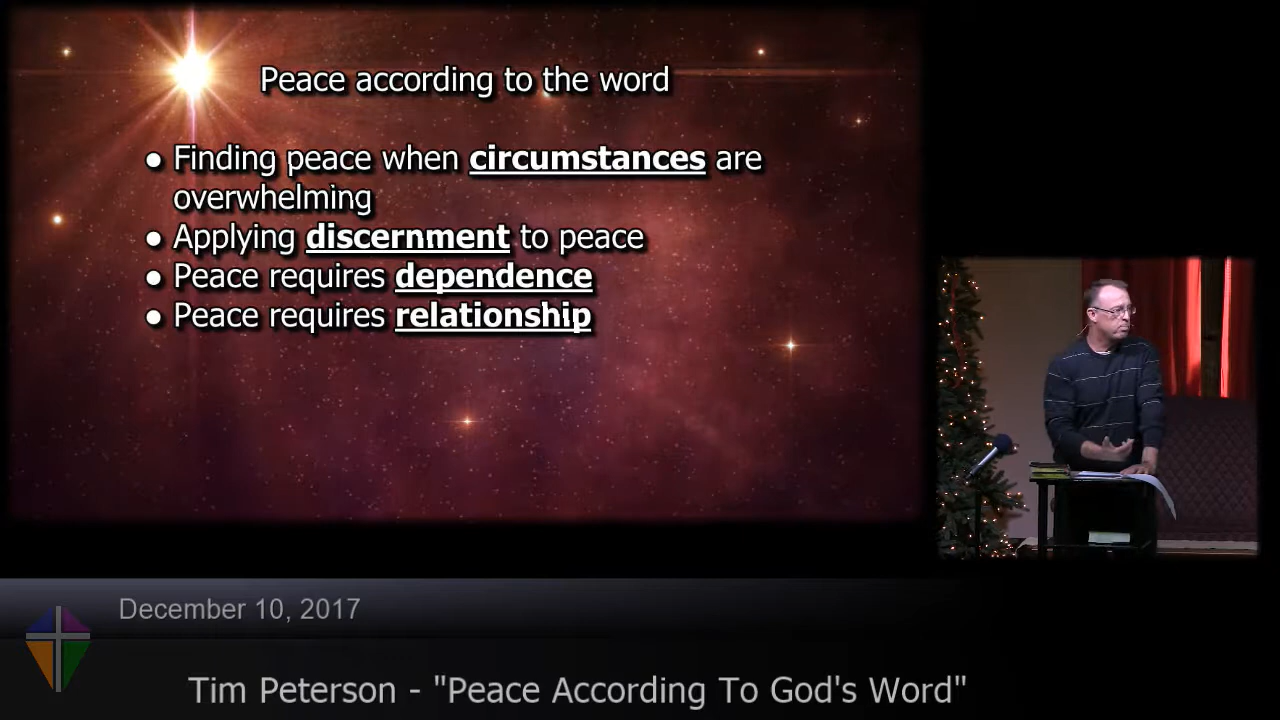 Peace according to the word
● Finding peace when circumstances are
overwhelming
● Applying discernment to peace
● Peace requires dependence
● Peace requires relationship
December 10, 2017
Tim Peterson - "Peace According To God's Word"